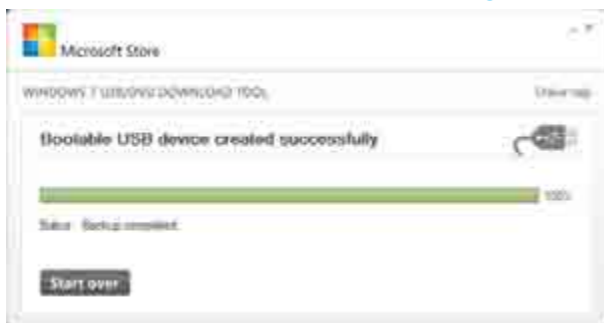 Microsoft Store
WINDOWS 7 USB/DVD DOWNLOAD TOOL
Bootable USB device created successfully
100%
Status: Backup completed
Start over